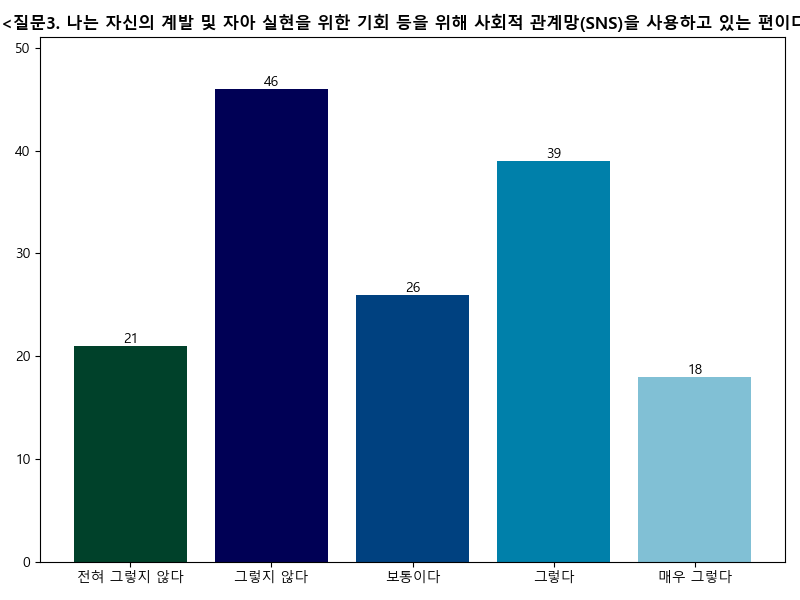 <질문3. 나는 자신의 계발 및 자아 실현을 위한 기회 등을 위해 사회적 관계망(SNS)을 사용하고 있는 편이다
50
40
30
20
10
0
21
46
26
39
18
전혀 그렇지 않다
그렇지 않다
보통이다
그렇다
매우 그렇다